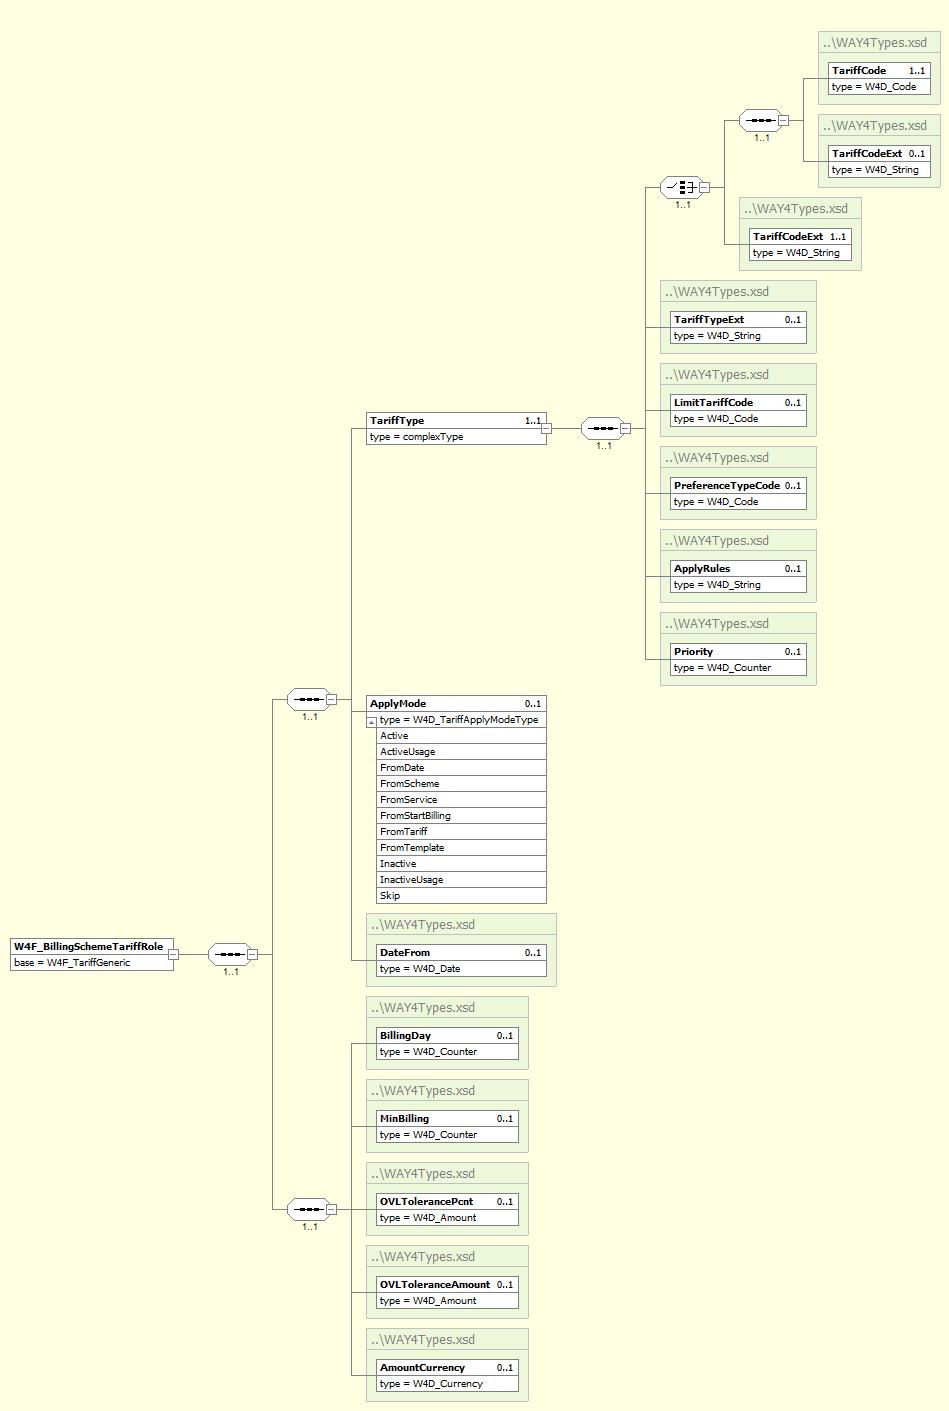 ..\WAY4Types.xsd
TariffCode 1..1
type = W4D_Code
1..1
..\WAY4Types.xsd
TariffCodeExt 0..1
type = W4D_String
1..1
..\WAY4Types.xsd
TariffCodeExt 1..1
type = W4D_String
..\WAY4Types.xsd
TariffTypeExt 0..1
type = W4D_String
..\WAY4Types.xsd
LimitTariffCode 0..1
type = W4D_Code
TariffType 1..1
type = complexType
1..1
..\WAY4Types.xsd
PreferenceTypeCode 0..1
type = W4D_Code
..\WAY4Types.xsd
ApplyRules 0..1
type = W4D_String
..\WAY4Types.xsd
Priority 0..1
type = W4D_Counter
1..1
ApplyMode 0..1
type = W4D_TariffApplyModeType
Active
ActiveUsage
FromDate
FromScheme
FromService
FromStartBilling
FromTariff
FromTemplate
Inactive
InactiveUsage
Skip
..\WAY4Types.xsd
DateFrom 0..1
type = W4D_Date
W4F_BillingSchemeTariffRole
base = W4F_TariffGeneric
1..1
..\WAY4Types.xsd
BillingDay 0..1
type = W4D_Counter
..\WAY4Types.xsd
MinBilling 0..1
type = W4D_Counter
..\WAY4Types.xsd
OVLTolerancePcnt 0..1
type = W4D_Amount
1..1
..\WAY4Types.xsd
OVLToleranceAmount 0..1
type = W4D_Amount
..\WAY4Types.xsd
AmountCurrency 0..1
type = W4D_Currency